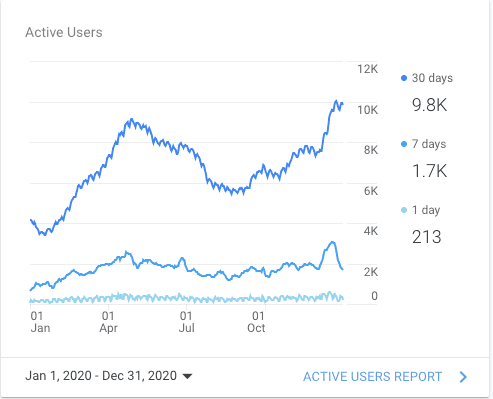 Active Users
12K
10K
8K
6K
4K
2K
0
01 Jan
01 Apr
01 Jul
01 Oct
30 days
9.8K
7 days
1.7K
1 day
213
Jan 1, 2020 - Dec 31, 2020
ACTIVE USERS REPORT